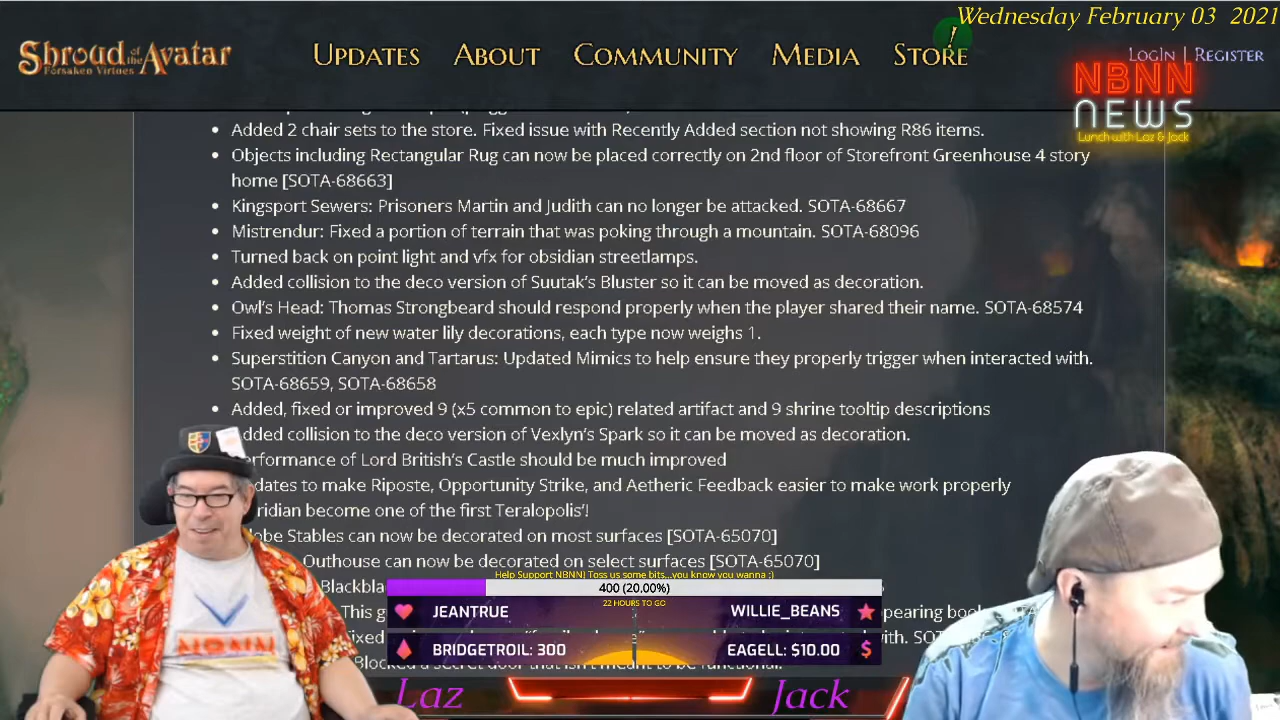 Wednesday February 03 2021
Shroud of the Avatar
Forsaken Virtues
Updates About Community Media Store
LogIn | Register
NBNN
NEWS
Lunch with Laz & Jack
• Added 2 chair sets to the store. Fixed issue with Recently Added section not showing R86 items.
• Objects including Rectangular Rug can now be placed correctly on 2nd floor of Storefront Greenhouse 4 story
home [SOTA-68663]
• Kingsport Sewers: Prisoners Martin and Judith can no longer be attacked. SOTA-68667
• Mistrendur: Fixed a portion of terrain that was poking through a mountain. SOTA-68096
• Turned back on point light and vfx for obsidian streetlamps.
• Added collision to the deco version of Suutak's Bluster so it can be moved as decoration.
• Owl's Head: Thomas Strongbeard should respond properly when the player shared their name. SOTA-68574
• Fixed weight of new water lily decorations, each type now weighs 1.
• Superstition Canyon and Tartarus: Updated Mimics to help ensure they properly trigger when interacted with.
SOTA-68659, SOTA-68658
• Added, fixed or improved 9 (x5 common to epic) related artifact and 9 shrine tooltip descriptions
dded collision to the deco version of Vexlyn's Spark so it can be moved as decoration.
erformance of Lord British's Castle should be much improved
dates to make Riposte, Opportunity Strike, and Aetheric Feedback easier to make work properly
ridian become one of the first Teralopolis'!
obe Stables can now be decorated on most surfaces [SOTA-65070]
Outhouse can now be decorated on select surfaces [SOTA-65070]
Help Support NBNN! Toss us some bits...you know you wanna :)
400 (20.00%)
22 HOURS TO GO
JEANTRUE WILLIE_BEANS
BRIDGETROIL: 300 EAGELL: $10.00 $
Blocked a secret door that isn't meant to be functional.
Laz Jack